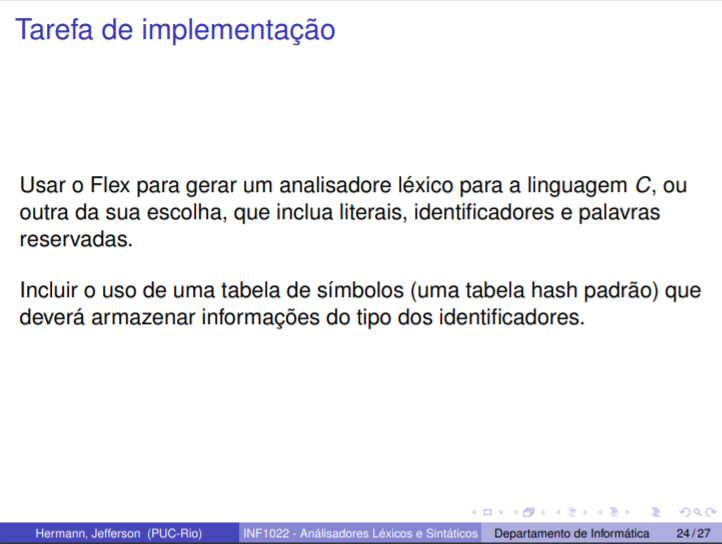 Tarefa de implementação
Usar o Flex para gerar um analisadore léxico para a linguagem C, ou
outra da sua escolha, que inclua literais, identificadores e palavras
reservadas.
Incluir o uso de uma tabela de símbolos (uma tabela hash padrão) que
deverá armazenar informações do tipo dos identificadores.
Hermann, Jefferson (PUC-Rio) INF1022 - Análisadores Léxicos e Sintáticos Departamento de Informática 24 / 27